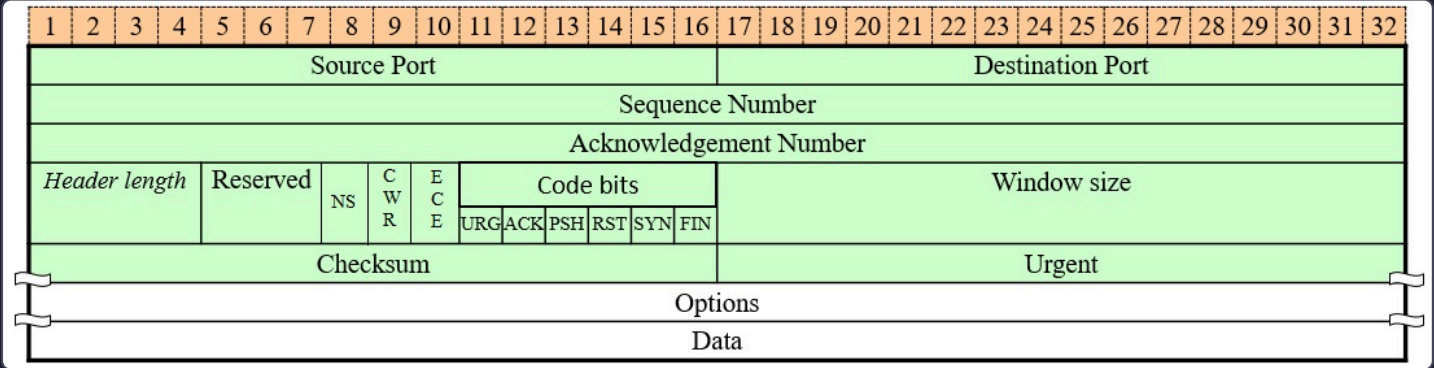 1 2 3 4 5 6 7 8 9 10 11 12 13 14 15 16 17 18 19 20 21 22 23 24 25 26 27 28 29 30 31 32
Source Port Destination Port
Sequence Number
Acknowledgement Number
Header length Reserved NS CWR ECE Code bits Window size
URG ACK PSH RST SYN FIN
Checksum Urgent
Options
Data